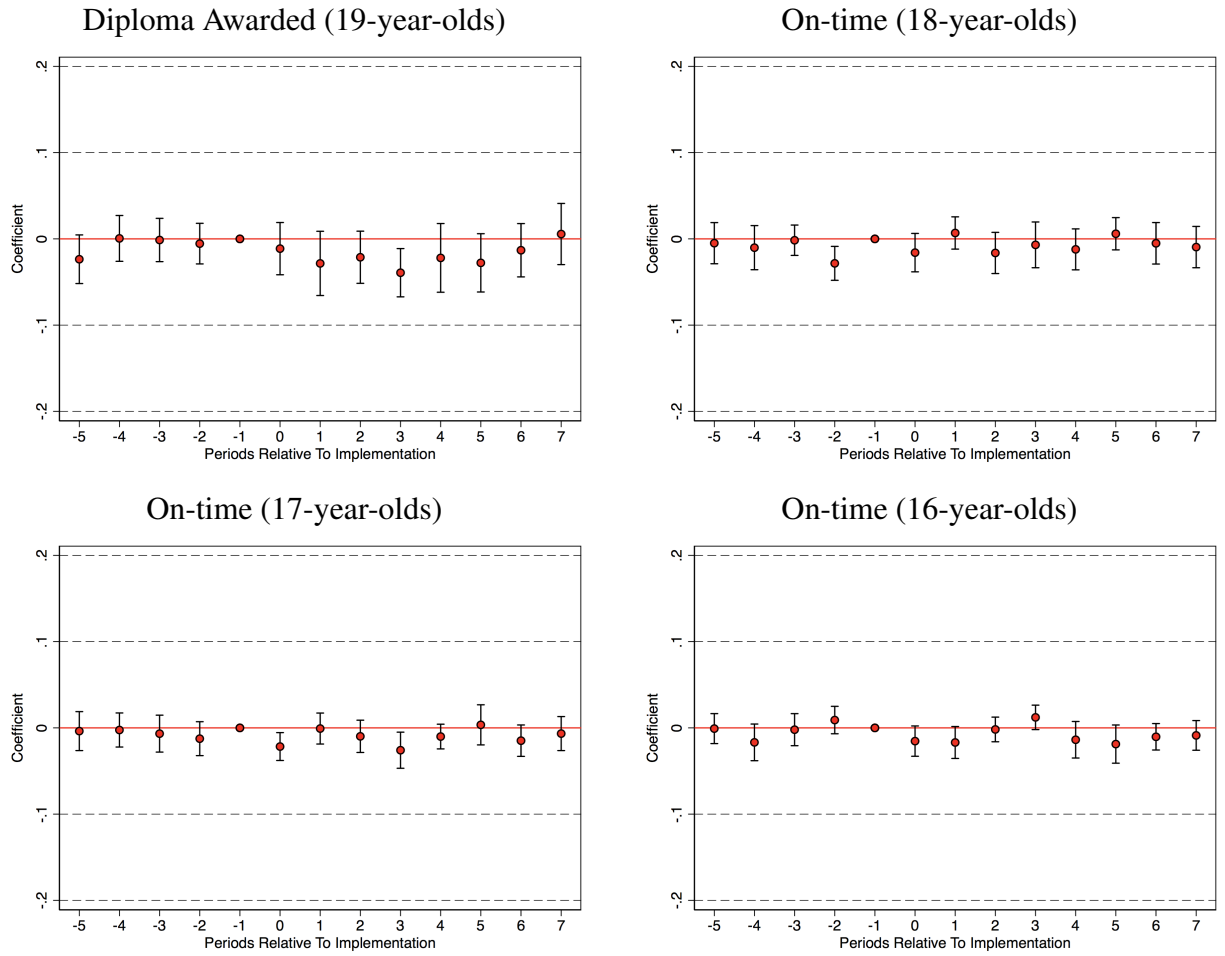 Diploma Awarded (19-year-olds)
On-time (18-year-olds)
Coefficient
.2
.1
0
-.1
-.2
-5 -4 -3 -2 -1 0 1 2 3 4 5 6 7
Periods Relative To Implementation
Coefficient
.2
.1
0
-.1
-.2
-5 -4 -3 -2 -1 0 1 2 3 4 5 6 7
Periods Relative To Implementation
On-time (17-year-olds)
On-time (16-year-olds)
Coefficient
.2
.1
0
-.1
-.2
-5 -4 -3 -2 -1 0 1 2 3 4 5 6 7
Periods Relative To Implementation
Coefficient
.2
.1
0
-.1
-.2
-5 -4 -3 -2 -1 0 1 2 3 4 5 6 7
Periods Relative To Implementation